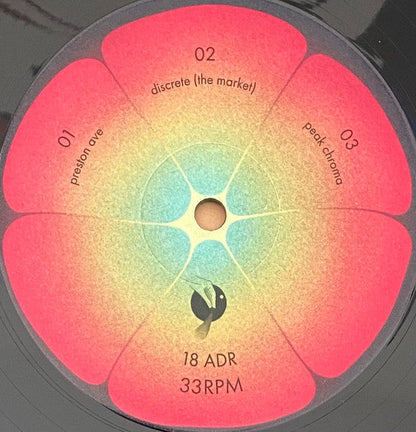 01
preston ave
02
discrete (the market)
03
peak chroma
18 ADR
33RPM